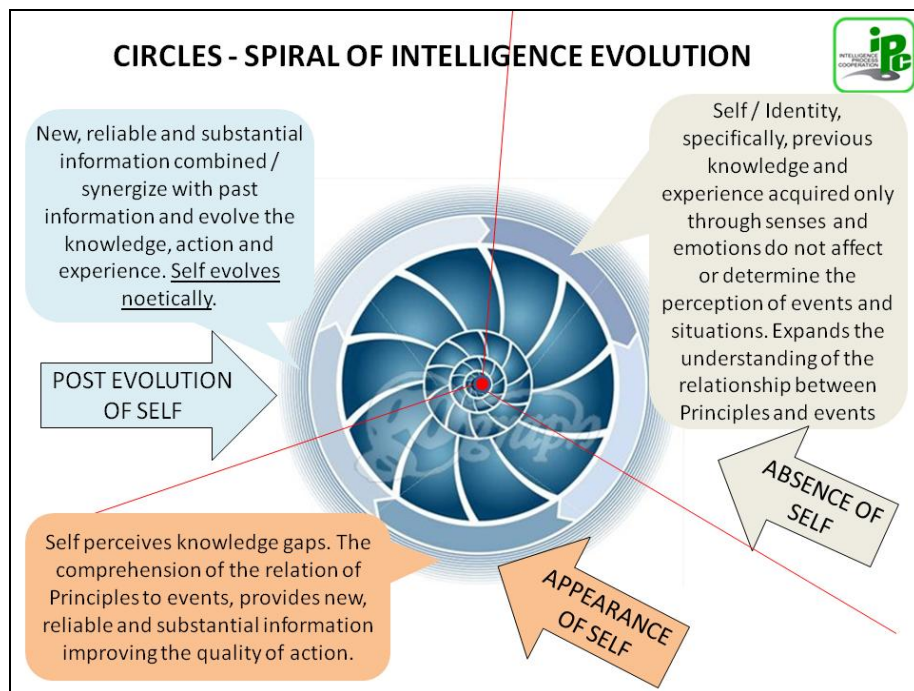 CIRCLES - SPIRAL OF INTELLIGENCE EVOLUTION
iPc
INTELLIGENCE
PROCESS
COOPERATION
New, reliable and substantial
information combined /
synergize with past
information and evolve the
knowledge, action and
experience. Self evolves
noetically.
Self / Identity,
specifically, previous
knowledge and
experience acquired only
through senses and
emotions do not affect
or determine the
perception of events and
situations. Expands the
understanding of the
relationship between
Principles and events
POST EVOLUTION
OF SELF
ABSENCE OF
SELF
Self perceives knowledge gaps. The
comprehension of the relation of
Principles to events, provides new,
reliable and substantial information
improving the quality of action.
APPEARANCE
OF SELF